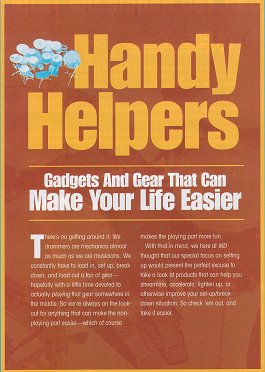 Handy
Helpers
Gadgets And Gear That Can
Make Your Life Easier
There's no getting around it: We
drummers are mechanics almost
as much as we are musicians. We
constantly have to load in, set up, break
down, and load out a ton of gear—
hopefully with a little time devoted to
actually playing that gear somewhere in
the middle. So we're always on the look-
out for anything that can make the non-
playing part easier—which of course
makes the playing part more fun.
With that in mind, we here at MD
thought that our special focus on setting
up would present the perfect excuse to
take a look at products that can help you
streamline, accelerate, lighten up, or
otherwise improve your set-up/break-
down situation. So check 'em out, and
take it easier.